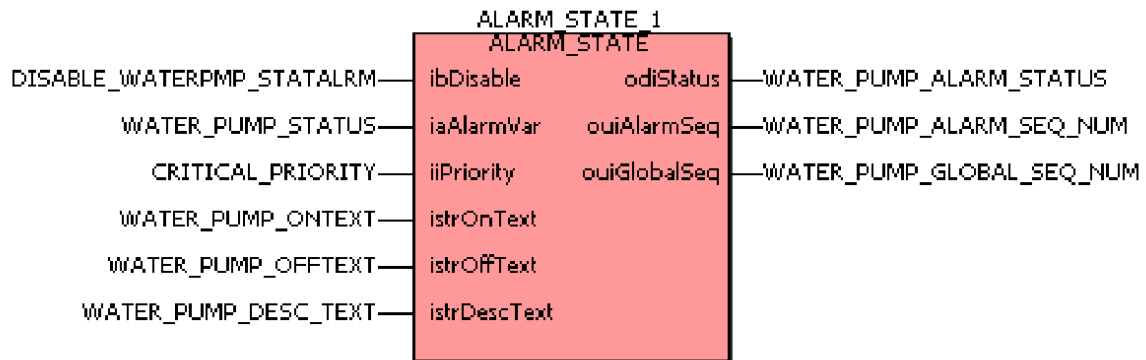 ALARM_STATE_1
ALARM_STATE
DISABLE_WATERPMP_STATALRM ibDisable odiStatus WATER_PUMP_ALARM_STATUS
WATER_PUMP_STATUS iaAlarmVar ouiAlarmSeq WATER_PUMP_ALARM_SEQ_NUM
CRITICAL_PRIORITY iiPriority ouiGlobalSeq WATER_PUMP_GLOBAL_SEQ_NUM
WATER_PUMP_ONTEXT istrOnText
WATER_PUMP_OFFTEXT istrOffText
WATER_PUMP_DESC_TEXT istrDescText